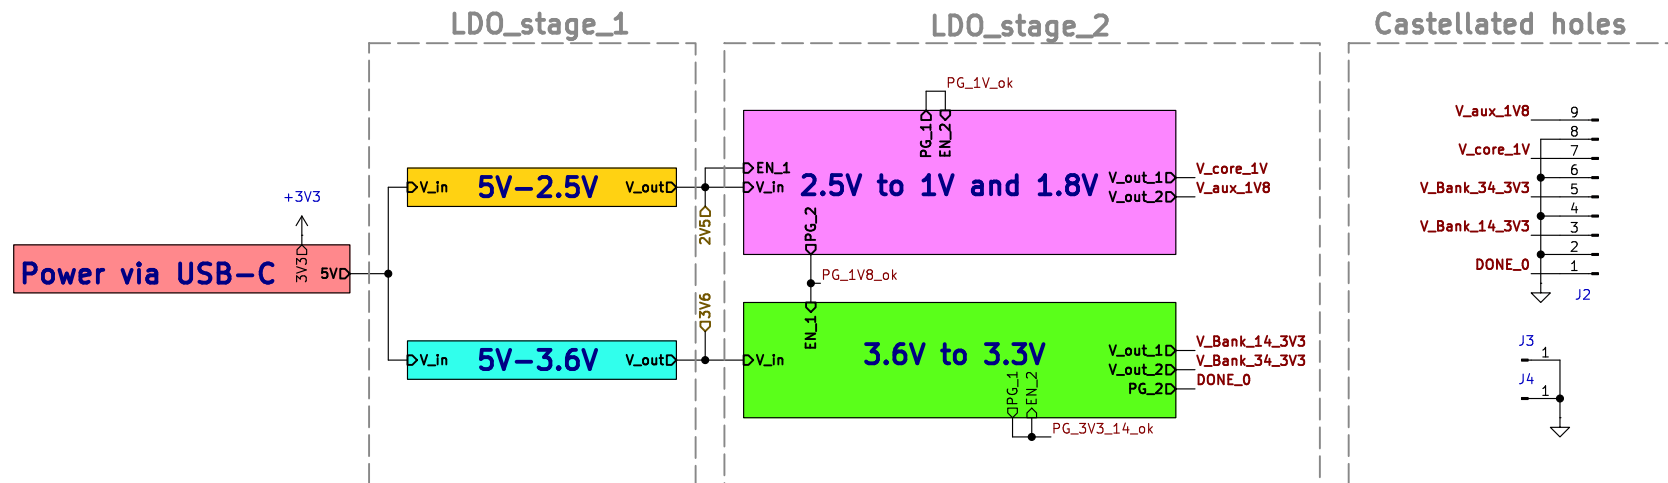 LDO_stage_1
LDO_stage_2
Castellated holes
+3V3
Power via USB-C
3V3
5V
V_in
5V-2.5V
V_out
2V5
V_in
5V-3.6V
V_out
3V6
PG_1V_ok
PG_1
EN_2
EN_1
V_in
2.5V to 1V and 1.8V
V_out_1
V_core_1V
V_out_2
V_aux_1V8
PG_2
PG_1V8_ok
EN_1
V_in
3.6V to 3.3V
V_out_1
V_Bank_14_3V3
V_out_2
V_Bank_34_3V3
PG_2
DONE_0
PG_1
EN_2
PG_3V3_14_ok
V_aux_1V8 9
8
V_core_1V 7
6
V_Bank_34_3V3 5
4
V_Bank_14_3V3 3
2
DONE_0 1
J2
J3
1
J4
1